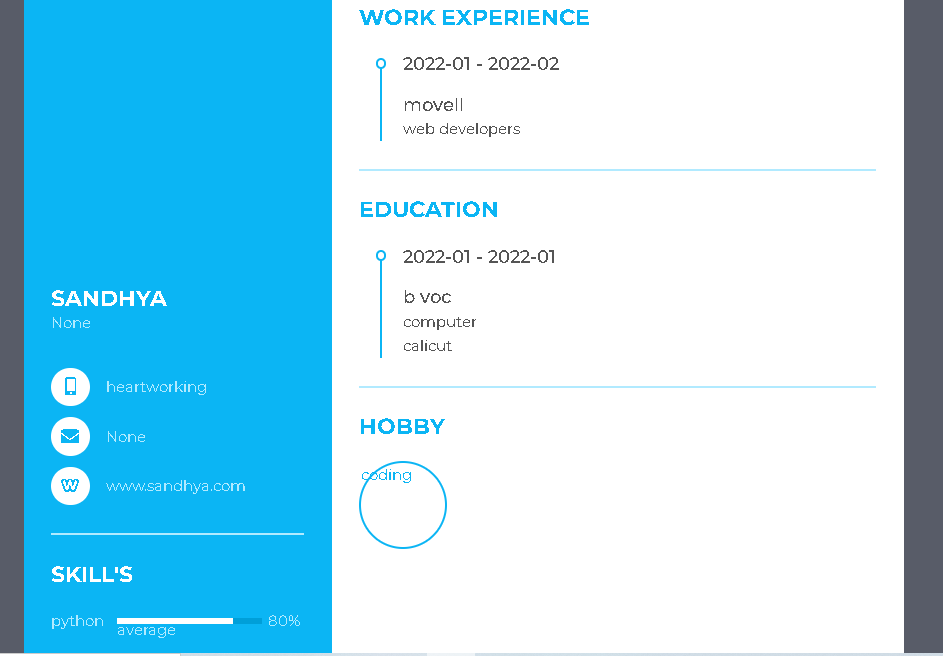 SANDHYA
None
heartworking
None
www.sandhya.com
SKILL'S
python 80%
average
WORK EXPERIENCE
2022-01 - 2022-02
movell
web developers
EDUCATION
2022-01 - 2022-01
b voc
computer
calicut
HOBBY
coding